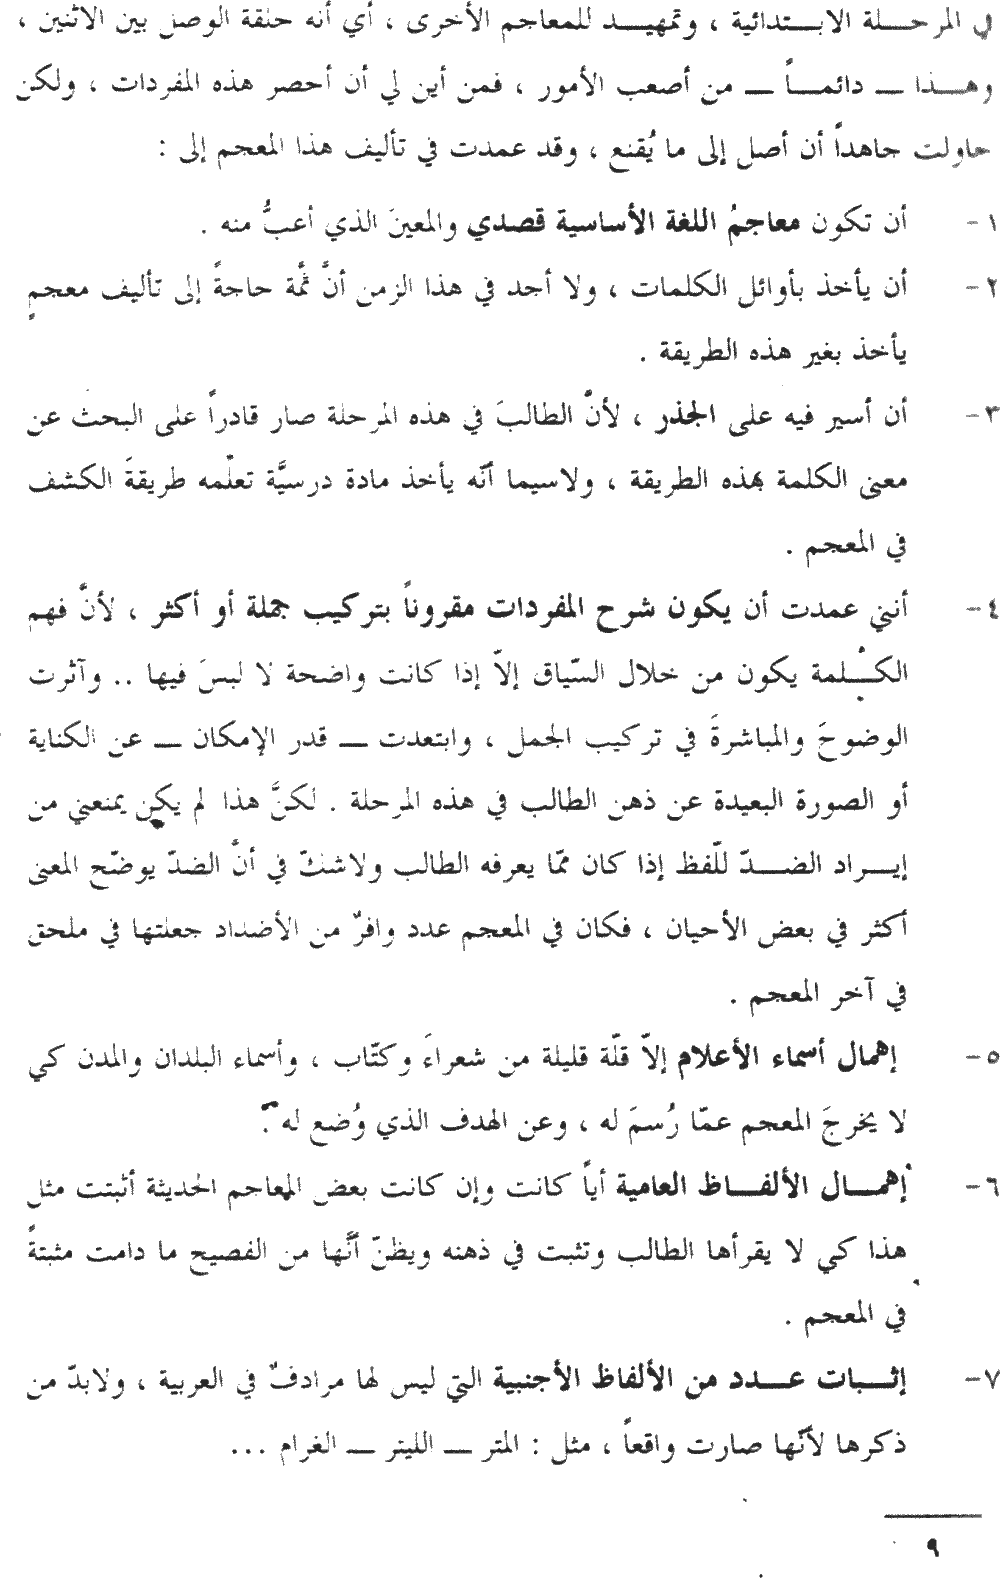 في المرحلة الابتدائية ، وتمهيد للمعاجم الأخرى ، أي أنه حلقة الوصل بين الاثنين ،
وهذا — دائماً — من أصعب الأمور ، فمن أين لي أن أحصر هذه المفردات ، ولكن
حاولت جاهداً أن أصل إلى ما يُقنع ، وقد عمدت في تأليف هذا المعجم إلى :
١- أن تكون معاجمُ اللغة الأساسية قصدي والمعينَ الذي أعبُّ منه .
٢- أن يأخذ بأوائل الكلمات ، ولا أجد في هذا الزمن أنَّ ثمَّة حاجةً إلى تأليف معجمٍ
يأخذ بغير هذه الطريقة .
٣- أن أسير فيه على الجذر ، لأنَّ الطالبَ في هذه المرحلة صار قادراً على البحث عن
معنى الكلمة بهذه الطريقة ، ولاسيما أنّه يأخذ مادة درسيَّة تعلّمه طريقةَ الكشف
في المعجم .
٤- أنني عمدت أن يكون شرح المفردات مقروناً بتركيب جملة أو أكثر ، لأنَّ فهم
الكلمة يكون من خلال السّياق إلاّ إذا كانت واضحة لا لبسَ فيها .. وآثرت
الوضوحَ والمباشرةَ في تركيب الجمل ، وابتعدت — قدر الإمكان — عن الكناية
أو الصورة البعيدة عن ذهن الطالب في هذه المرحلة . لكنَّ هذا لم يكن يمنعني من
إيراد الضدّ للّفظ إذا كان ممّا يعرفه الطالب ولاشكّ في أنَّ الضدّ يوضّح المعنى
أكثر في بعض الأحيان ، فكان في المعجم عدد وافرٌ من الأضداد جعلتها في ملحق
في آخر المعجم .
٥- إهمال أسماء الأعلام إلاّ قلّة قليلة من شعراءَ وكتّاب ، وأسماء البلدان والمدن كي
لا يخرجَ المعجم عمّا رُسمَ له ، وعن الهدف الذي وُضع له .
٦- إهمال الألفاظ العامية أياً كانت وإن كانت بعض المعاجم الحديثة أثبتت مثل
هذا كي لا يقرأها الطالب وتثبت في ذهنه ويظنّ أنَّها من الفصيح ما دامت مثبتةً
في المعجم .
٧- إثبات عدد من الألفاظ الأجنبية التي ليس لها مرادفٌ في العربية ، ولابدّ من
ذكرها لأنّها صارت واقعاً ، مثل : المتر — الليتر — الغرام ...
٩